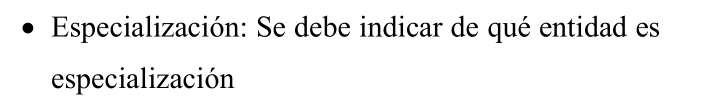 • Especialización: Se debe indicar de qué entidad es
especialización